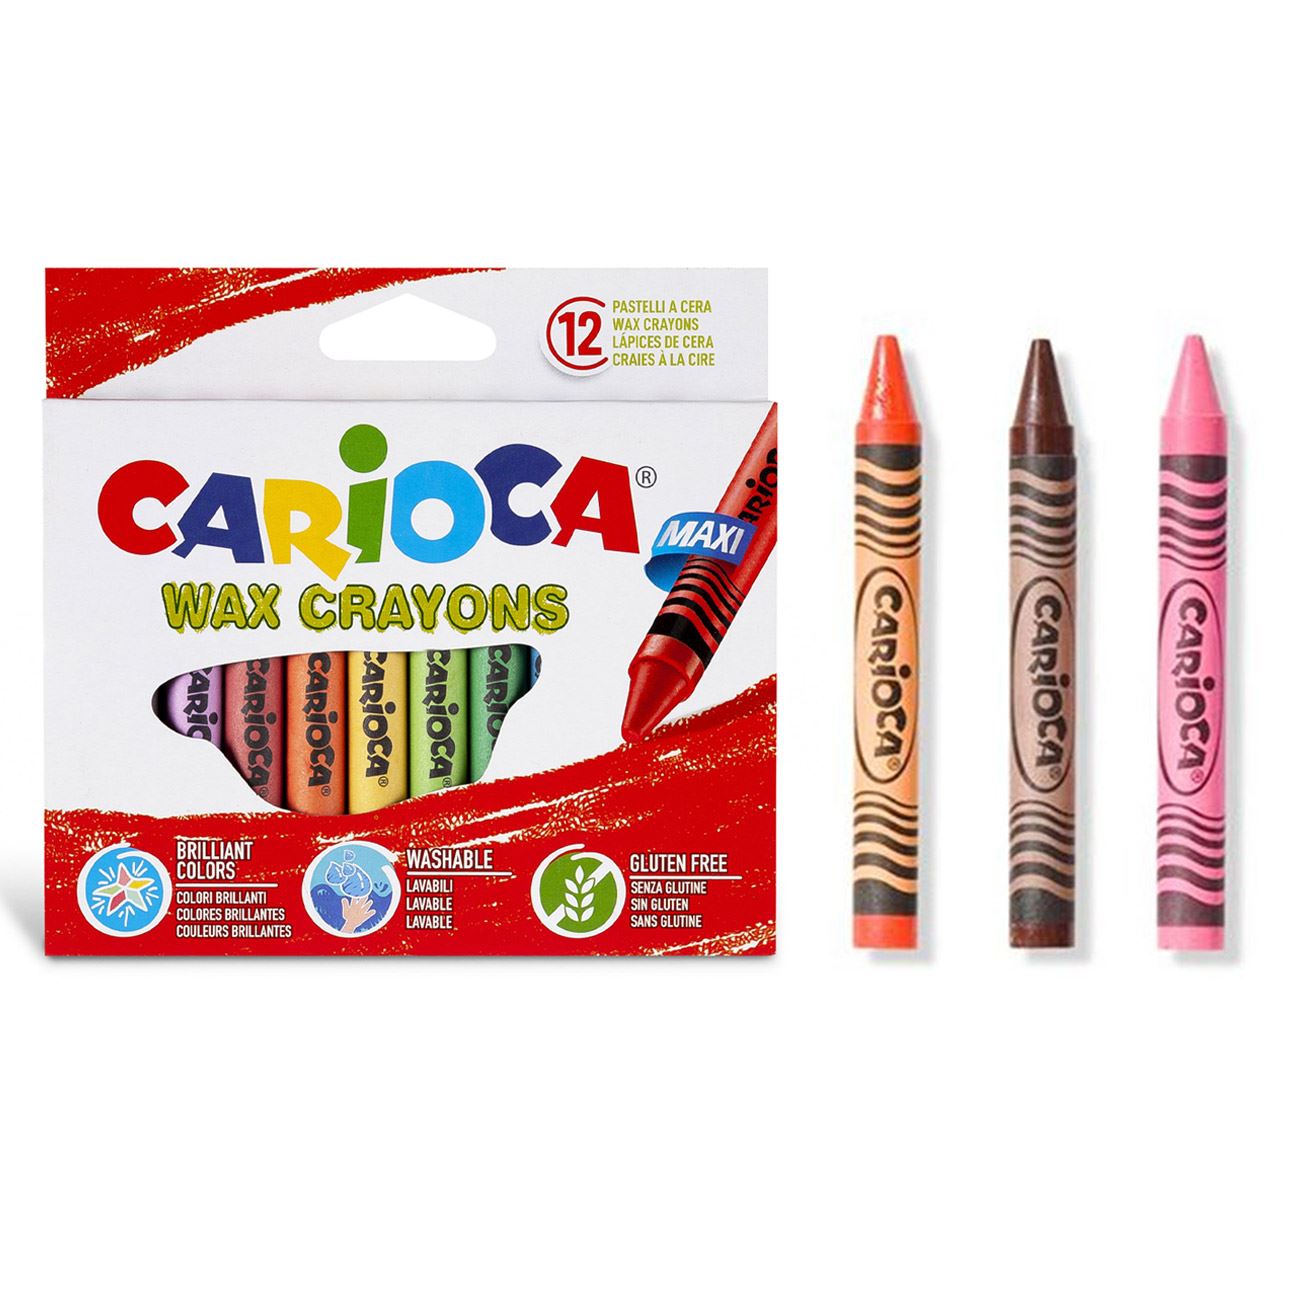 12
PASTELLI A CERA
WAX CRAYONS
LÁPICES DE CERA
CRAIES À LA CIRE
CARiOCA®
MAXI
WAX CRAYONS
CARiOCA®
CARiOCA®
CARiOCA®
CARiOCA®
BRILLIANT
COLORS
COLORI BRILLANTI
COLORES BRILLANTES
COULEURS BRILLANTES
WASHABLE
LAVABILI
LAVABLE
LAVABLE
GLUTEN FREE
SENZA GLUTINE
SIN GLUTEN
SANS GLUTINE
CARiOCA®
CARiOCA®
CARiOCA®